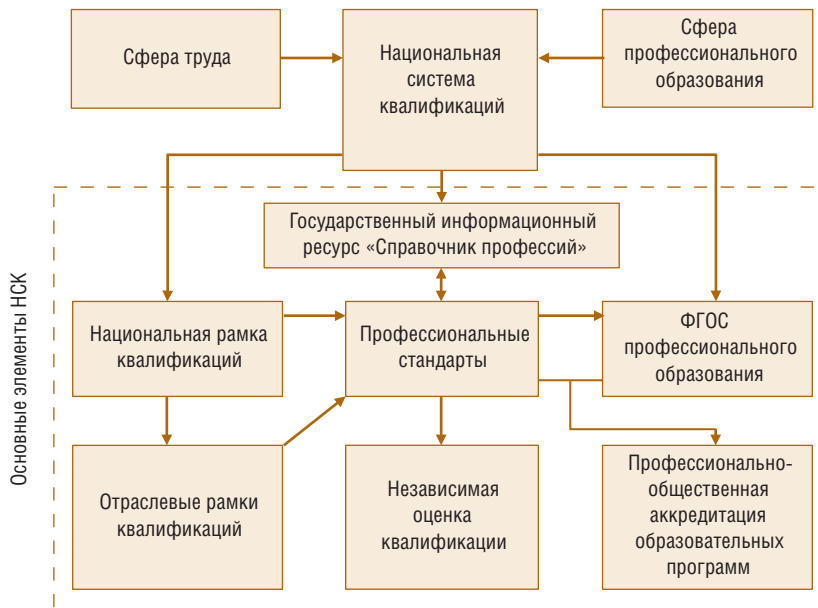 Сфера труда
Национальная
система
квалификаций
Сфера
профессионального
образования
Основные элементы НСК
Государственный информационный
ресурс «Справочник профессий»
Национальная рамка
квалификаций
Профессиональные
стандарты
ФГОС
профессионального
образования
Отраслевые рамки
квалификаций
Независимая
оценка
квалификации
Профессионально-
общественная
аккредитация
образовательных
программ